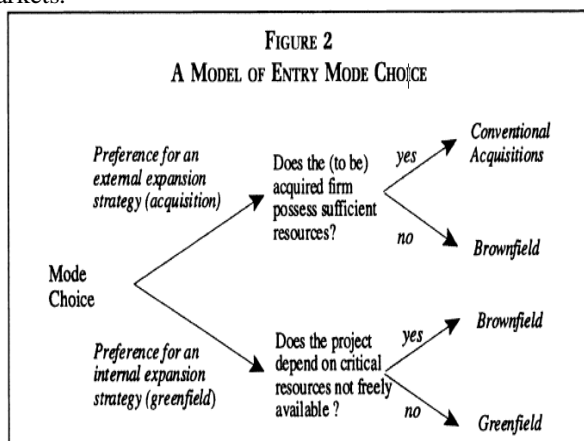 arkets.
FIGURE 2
A MODEL OF ENTRY MODE CHOICE
Preference for an
external expansion
strategy (acquisition)
Does the (to be)
acquired firm
possess sufficient
resources?
yes
no
Conventional
Acquisitions
Brownfield
Mode
Choice
Preference for an
internal expansion
strategy (greenfield)
Does the project
depend on critical
resources not freely
available ?
yes
no
Brownfield
Greenfield